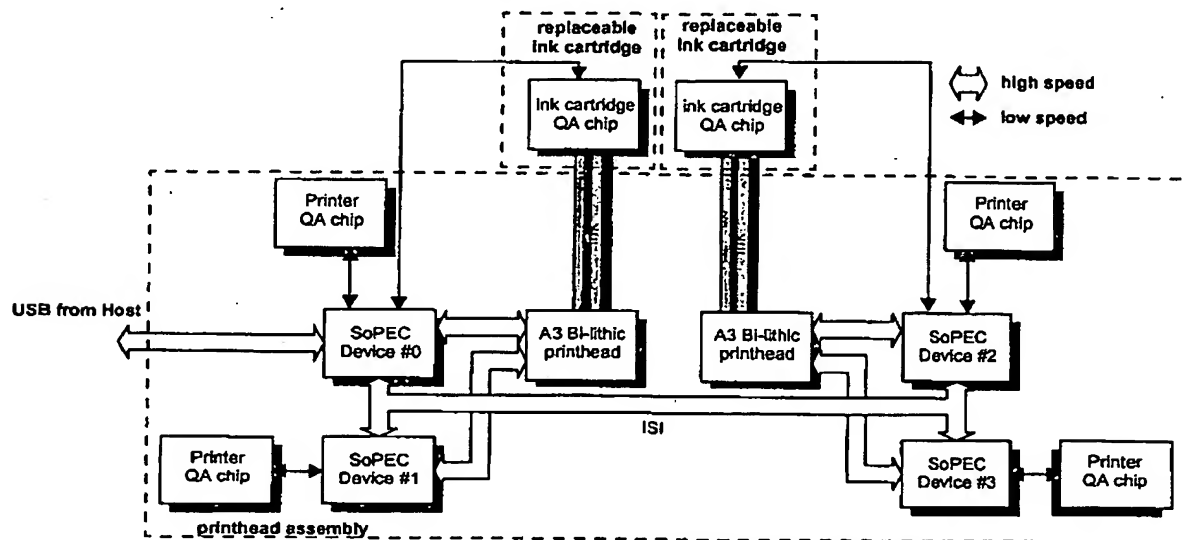 replaceable
ink cartridge
replaceable
ink cartridge
Ink cartridge
QA chip
ink cartridge
QA chip
high speed
low speed
Printer
QA chip
Printer
QA chip
USB from Host
SoPEC
Device #0
A3 Bi-lithic
printhead
A3 Bi-lithic
printhead
SoPEC
Device #2
ISI
Printer
QA chip
SoPEC
Device #1
SoPEC
Device #3
Printer
QA chip
printhead assembly